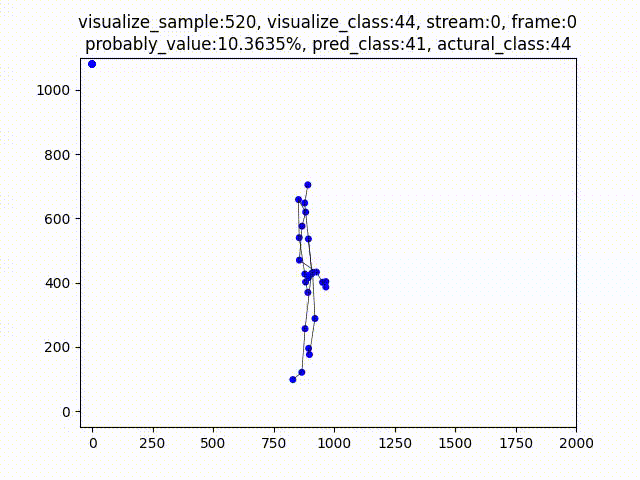 visualize_sample:520, visualize_class:44, stream:0, frame:0
probably_value:10.3635%, pred_class:41, actural_class:44
1000
800
600
400
200
0
0 250 500 750 1000 1250 1500 1750 2000